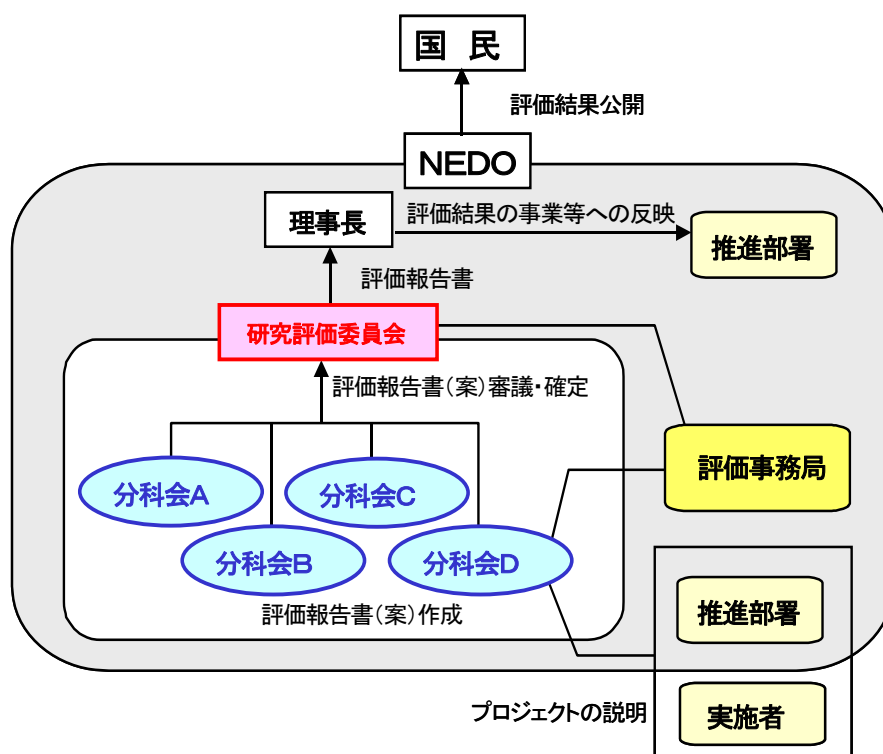 国 民
評価結果公開
NEDO
理事長
評価結果の事業等への反映
推進部署
評価報告書
研究評価委員会
評価報告書(案)審議・確定
評価事務局
分科会A
分科会C
分科会B
分科会D
推進部署
評価報告書(案)作成
プロジェクトの説明
実施者